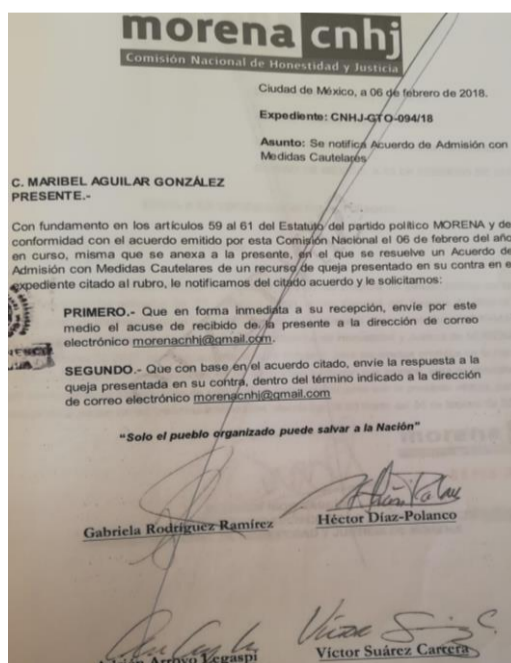 morena cnhj
Comisión Nacional de Honestidad y Justicia
Ciudad de México, a 06 de febrero de 2018.
Expediente: CNHJ-GTO-094/18
Asunto: Se notifica Acuerdo de Admisión con
Medidas Cautelares
C. MARIBEL AGUILAR GONZÁLEZ
PRESENTE.-
Con fundamento en los artículos 59 al 61 del Estatuto del partido político MORENA y de
conformidad con el acuerdo emitido por esta Comisión Nacional el 06 de febrero del año
en curso, misma que se anexa a la presente, en el que se resuelve un Acuerdo de
Admisión con Medidas Cautelares de un recurso de queja presentado en su contra en e
expediente citado al rubro, le notificamos del citado acuerdo y le solicitamos:
PRIMERO.- Que en forma inmediata a su recepción, envíe por este
medio el acuse de recibido de la presente a la dirección de correo
electrónico morenacnhj@gmail.com.
SEGUNDO.- Que con base en el acuerdo citado, envíe la respuesta a la
queja presentada en su contra, dentro del término indicado a la dirección
de correo electrónico morenacnhj@gmail.com
"Solo el pueblo organizado puede salvar a la Nación"
Gabriela Rodríguez Ramírez
Héctor Díaz-Polanco
Arroyo Legaspi
Víctor Suárez Carrera